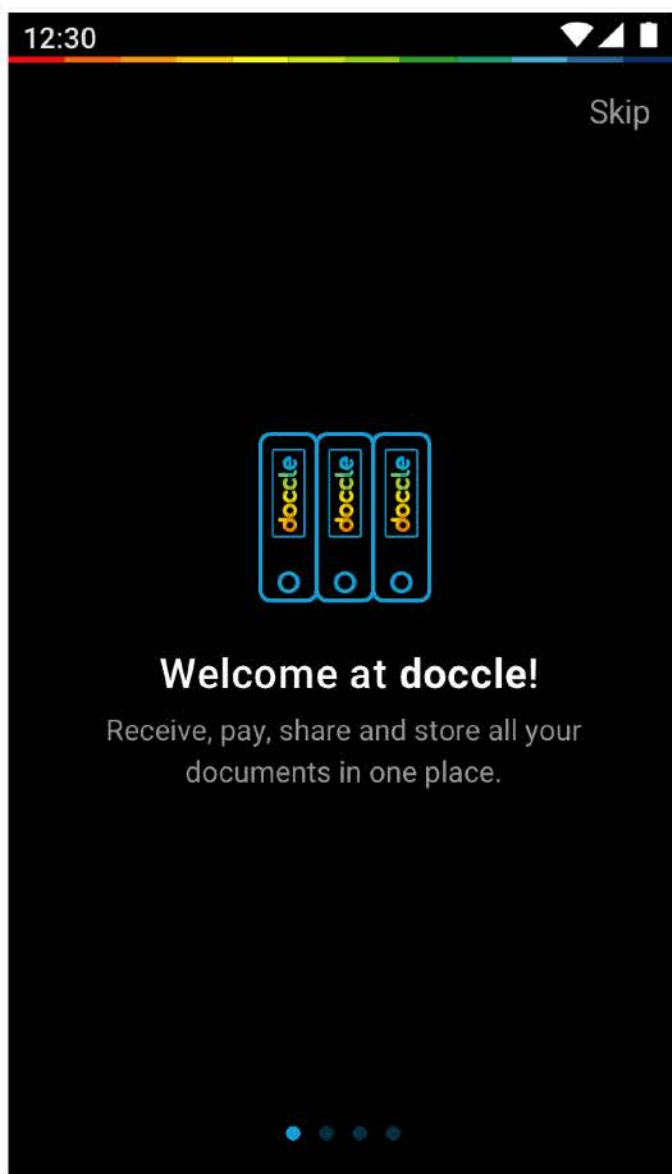 12:30
Skip
doccle
doccle
doccle
Welcome at doccle!
Receive, pay, share and store all your
documents in one place.